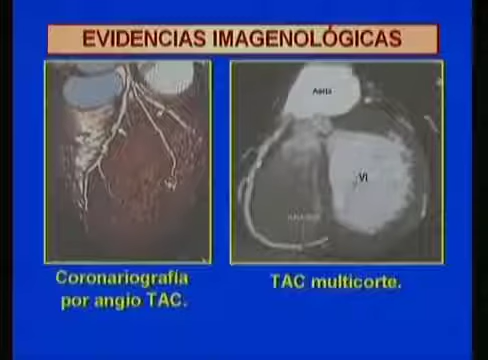 EVIDENCIAS IMAGENOLÓGICAS
Aorta
VI
Coronariografía
por angio TAC.
TAC multicorte.